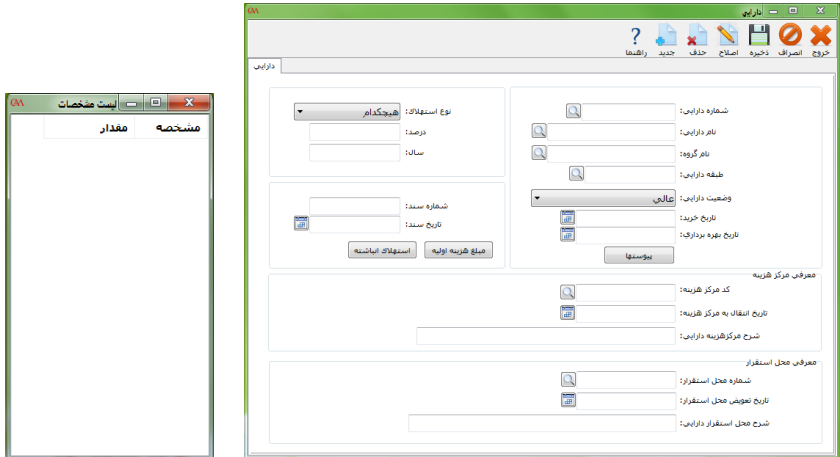 دارایی
خروج انصراف ذخیره اصلاح حذف جدید راهنما
دارایی
شماره دارایی:
نام دارایی:
نام گروه:
طبقه دارایی:
وضعیت دارایی: عالی
تاریخ خرید:
تاریخ بهره برداری:
پیوستها
نوع استهلاک: هیچکدام
درصد:
سال:
شماره سند:
تاریخ سند:
مبلغ هزینه اولیه استهلاک انباشته
معرفی مرکز هزینه
کد مرکز هزینه:
تاریخ انتقال به مرکز هزینه:
شرح مرکزهزینه دارایی:
معرفی محل استقرار
شماره محل استقرار:
تاریخ تعویض محل استقرار:
شرح محل استقرار دارایی:
لیست مشخصات
مشخصه مقدار